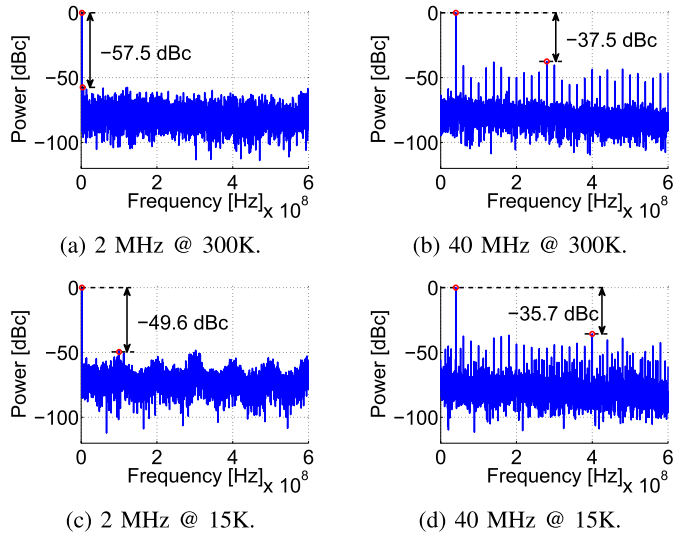 0
−50
−100
Power [dBc]
−57.5 dBc
0 2 4 6
Frequency [Hz] x 10^8
(a) 2 MHz @ 300K.
0
−50
−100
Power [dBc]
−37.5 dBc
0 2 4 6
Frequency [Hz] x 10^8
(b) 40 MHz @ 300K.
0
−50
−100
Power [dBc]
−49.6 dBc
0 2 4 6
Frequency [Hz] x 10^8
(c) 2 MHz @ 15K.
0
−50
−100
Power [dBc]
−35.7 dBc
0 2 4 6
Frequency [Hz] x 10^8
(d) 40 MHz @ 15K.